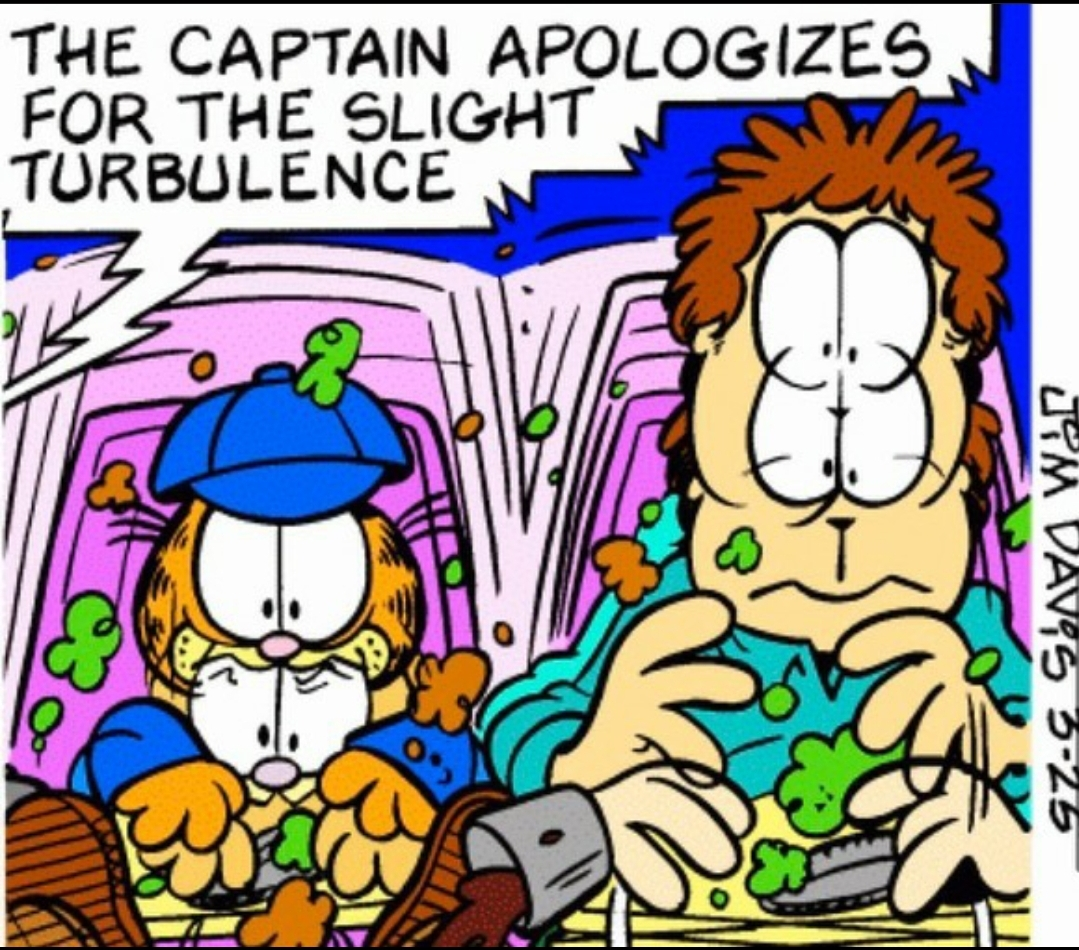 THE CAPTAIN APOLOGIZES
FOR THE SLIGHT
TURBULENCE
JIM DAVIS 3-25